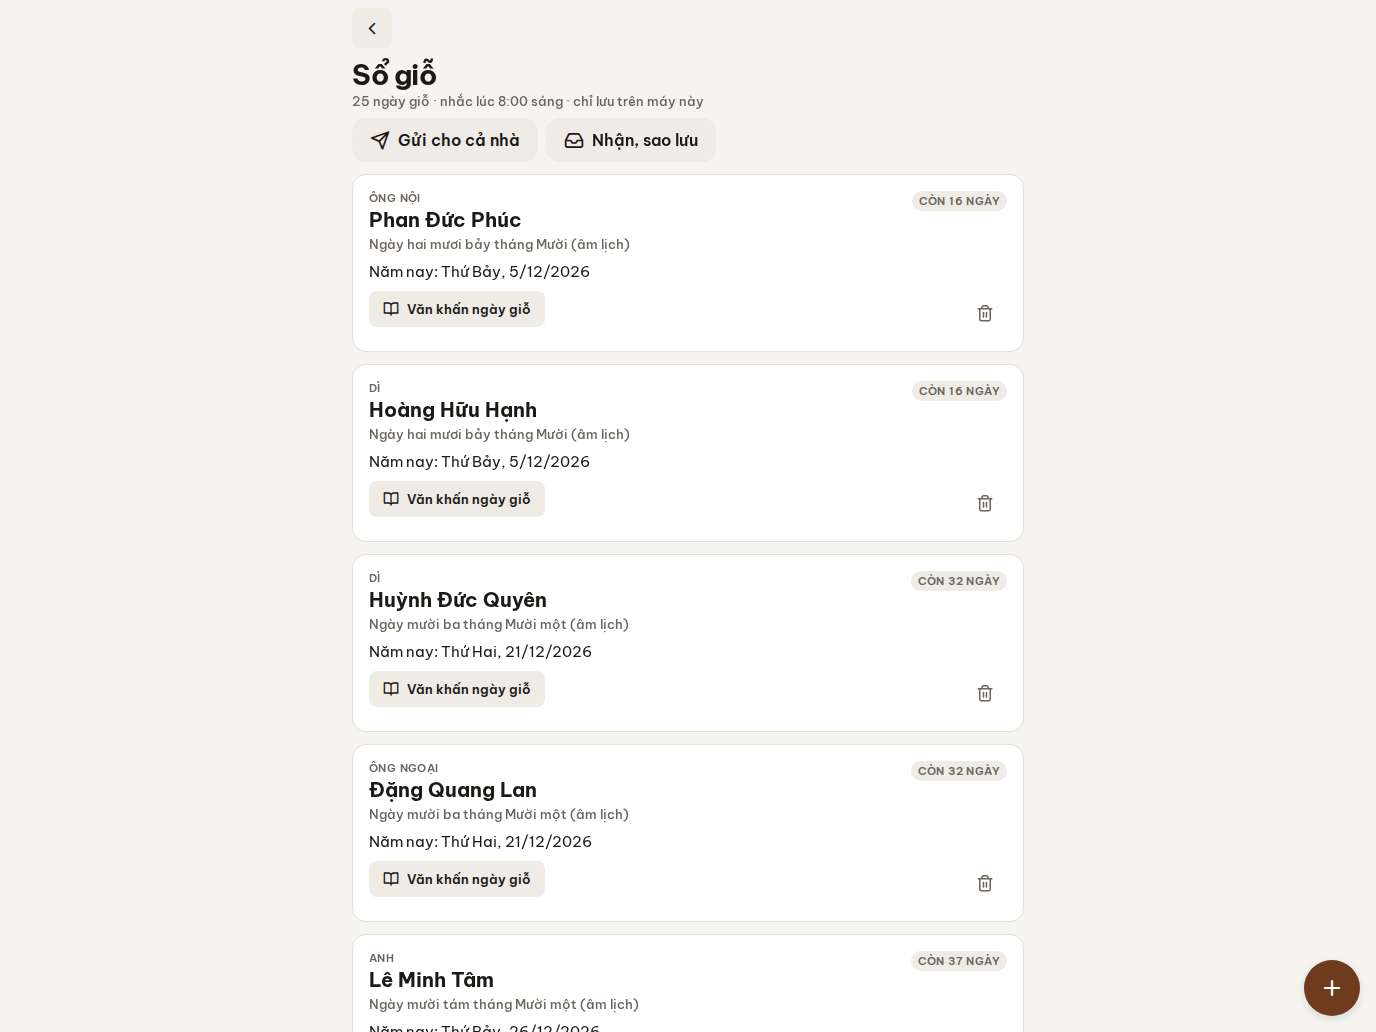 Sổ giỗ
25 ngày giỗ · nhắc lúc 8:00 sáng · chỉ lưu trên máy này
Gửi cho cả nhà
Nhận, sao lưu
ÔNG NỘI
CÒN 16 NGÀY
Phan Đức Phúc
Ngày hai mươi bảy tháng Mười (âm lịch)
Năm nay: Thứ Bảy, 5/12/2026
Văn khấn ngày giỗ
DÌ
CÒN 16 NGÀY
Hoàng Hữu Hạnh
Ngày hai mươi bảy tháng Mười (âm lịch)
Năm nay: Thứ Bảy, 5/12/2026
Văn khấn ngày giỗ
DÌ
CÒN 32 NGÀY
Huỳnh Đức Quyên
Ngày mười ba tháng Mười một (âm lịch)
Năm nay: Thứ Hai, 21/12/2026
Văn khấn ngày giỗ
ÔNG NGOẠI
CÒN 32 NGÀY
Đặng Quang Lan
Ngày mười ba tháng Mười một (âm lịch)
Năm nay: Thứ Hai, 21/12/2026
Văn khấn ngày giỗ
ANH
CÒN 37 NGÀY
Lê Minh Tâm
Ngày mười tám tháng Mười một (âm lịch)
Năm nay: Thứ Bảy, 26/12/2026